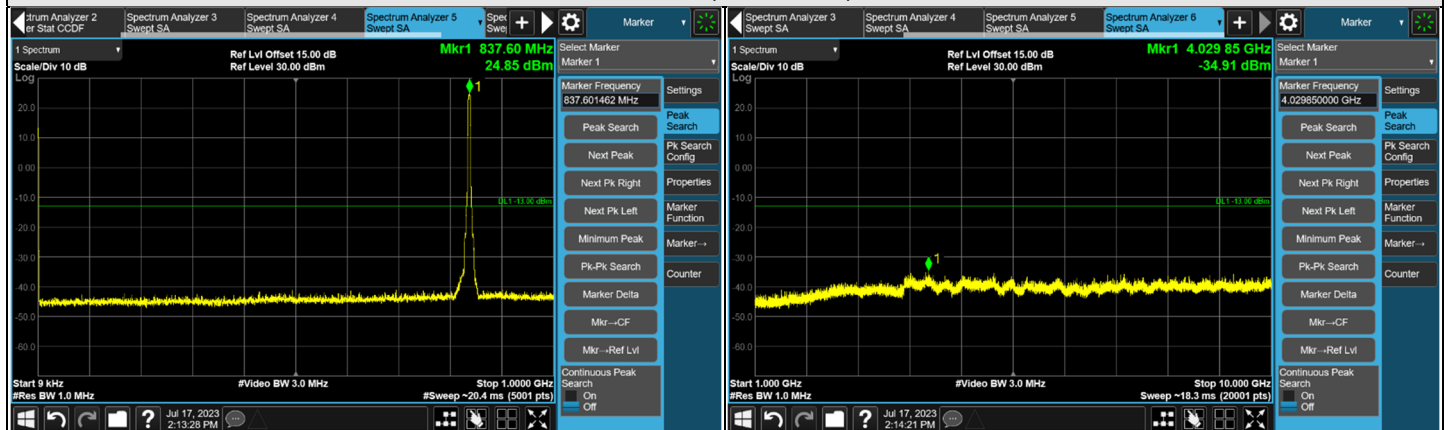 ctrum Analyzer 2
er Stat CCDF
Spectrum Analyzer 3
Swept SA
Spectrum Analyzer 4
Swept SA
Spectrum Analyzer 5
Swept SA
Spec
Swe
Marker
1 Spectrum
Scale/Div 10 dB
Log
Ref Lvl Offset 15.00 dB
Ref Level 30.00 dBm
Mkr1 837.60 MHz
24.85 dBm
1
20.0
10.0
0.00
-10.0
-20.0
-30.0
-40.0
-50.0
-60.0
DL1 -13.00 dBm
Start 9 kHz
#Res BW 1.0 MHz
#Video BW 3.0 MHz
Stop 1.0000 GHz
#Sweep ~20.4 ms (5001 pts)
Select Marker
Marker 1
Marker Frequency
837.601462 MHz
Peak Search
Next Peak
Next Pk Right
Next Pk Left
Minimum Peak
Pk-Pk Search
Marker Delta
Mkr→CF
Mkr→Ref Lvl
Continuous Peak
Search
On
Off
Settings
Peak
Search
Pk Search
Config
Properties
Marker
Function
Marker→
Counter
?
Jul 17, 2023
2:13:28 PM
Spectrum Analyzer 3
Swept SA
Spectrum Analyzer 4
Swept SA
Spectrum Analyzer 5
Swept SA
Spectrum Analyzer 6
Swept SA
Marker
1 Spectrum
Scale/Div 10 dB
Log
Ref Lvl Offset 15.00 dB
Ref Level 30.00 dBm
Mkr1 4.029 85 GHz
-34.91 dBm
1
20.0
10.0
0.00
-10.0
-20.0
-30.0
-40.0
-50.0
-60.0
DL1 -13.00 dBm
Start 1.000 GHz
#Res BW 1.0 MHz
#Video BW 3.0 MHz
Stop 10.000 GHz
Sweep ~18.3 ms (20001 pts)
Select Marker
Marker 1
Marker Frequency
4.029850000 GHz
Peak Search
Next Peak
Next Pk Right
Next Pk Left
Minimum Peak
Pk-Pk Search
Marker Delta
Mkr→CF
Mkr→Ref Lvl
Continuous Peak
Search
On
Off
Settings
Peak
Search
Pk Search
Config
Properties
Marker
Function
Marker→
Counter
?
Jul 17, 2023
2:14:21 PM